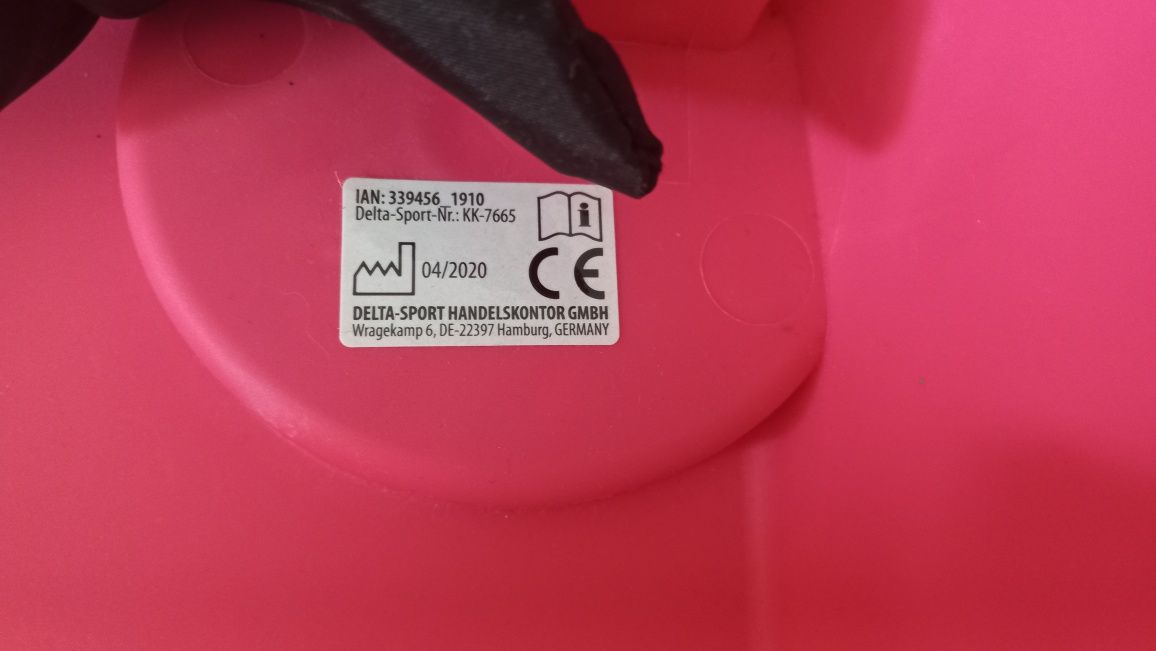 IAN: 339456_1910
Delta-Sport-Nr.: KK-7665
i
04/2020
CE
DELTA-SPORT HANDELSKONTOR GMBH
Wragekamp 6, DE-22397 Hamburg, GERMANY